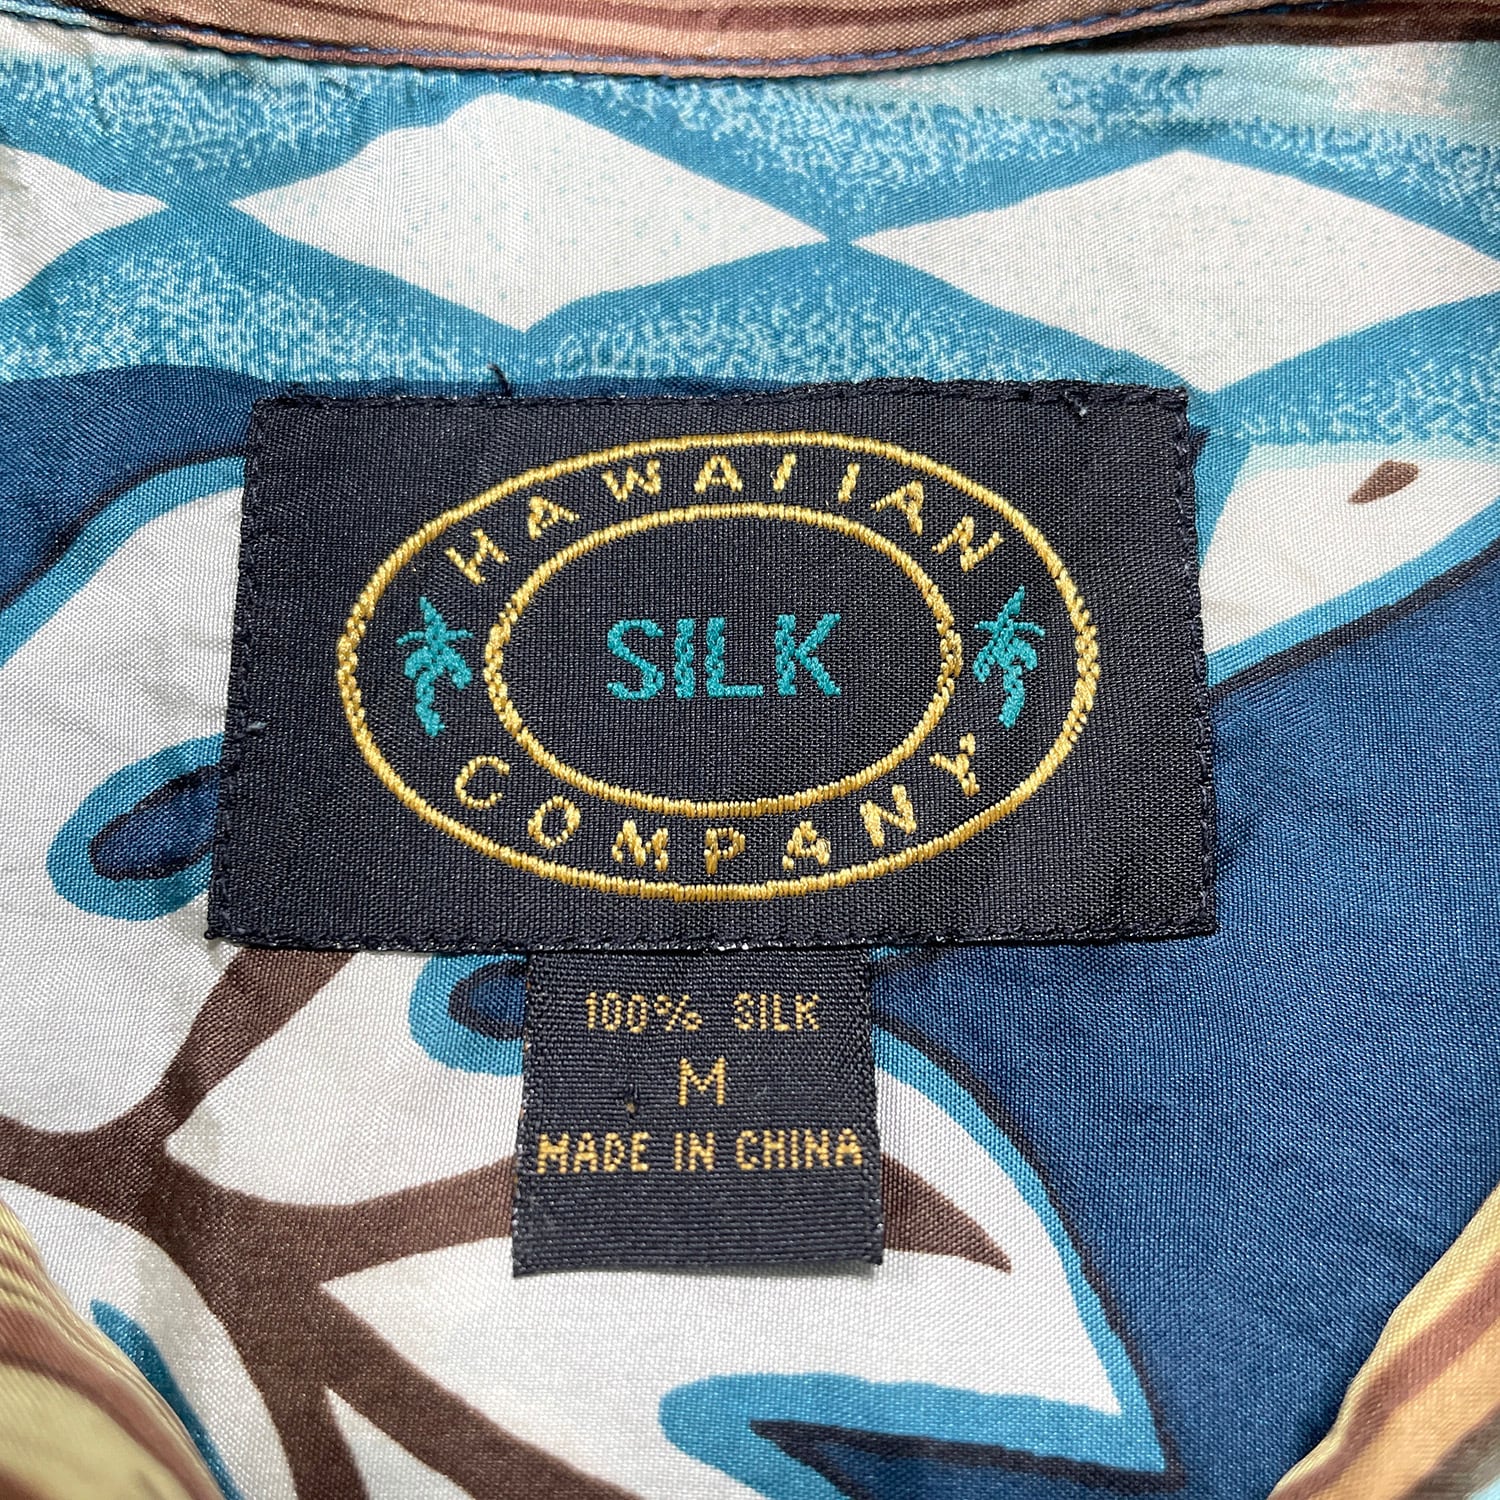 HAWAIIAN
SILK
COMPANY
100% SILK
M
MADE IN CHINA